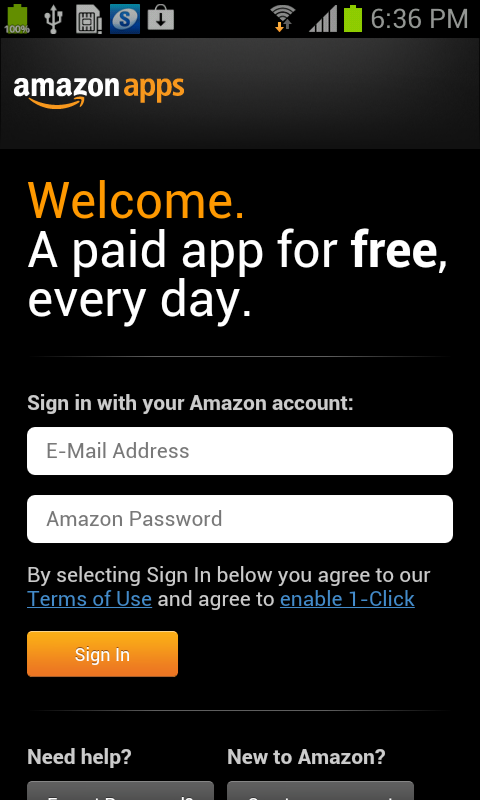 100%
6:36 PM
amazon apps
Welcome.
A paid app for free,
every day.
Sign in with your Amazon account:
E-Mail Address
Amazon Password
By selecting Sign In below you agree to our
Terms of Use and agree to enable 1-Click
Sign In
Need help?
New to Amazon?